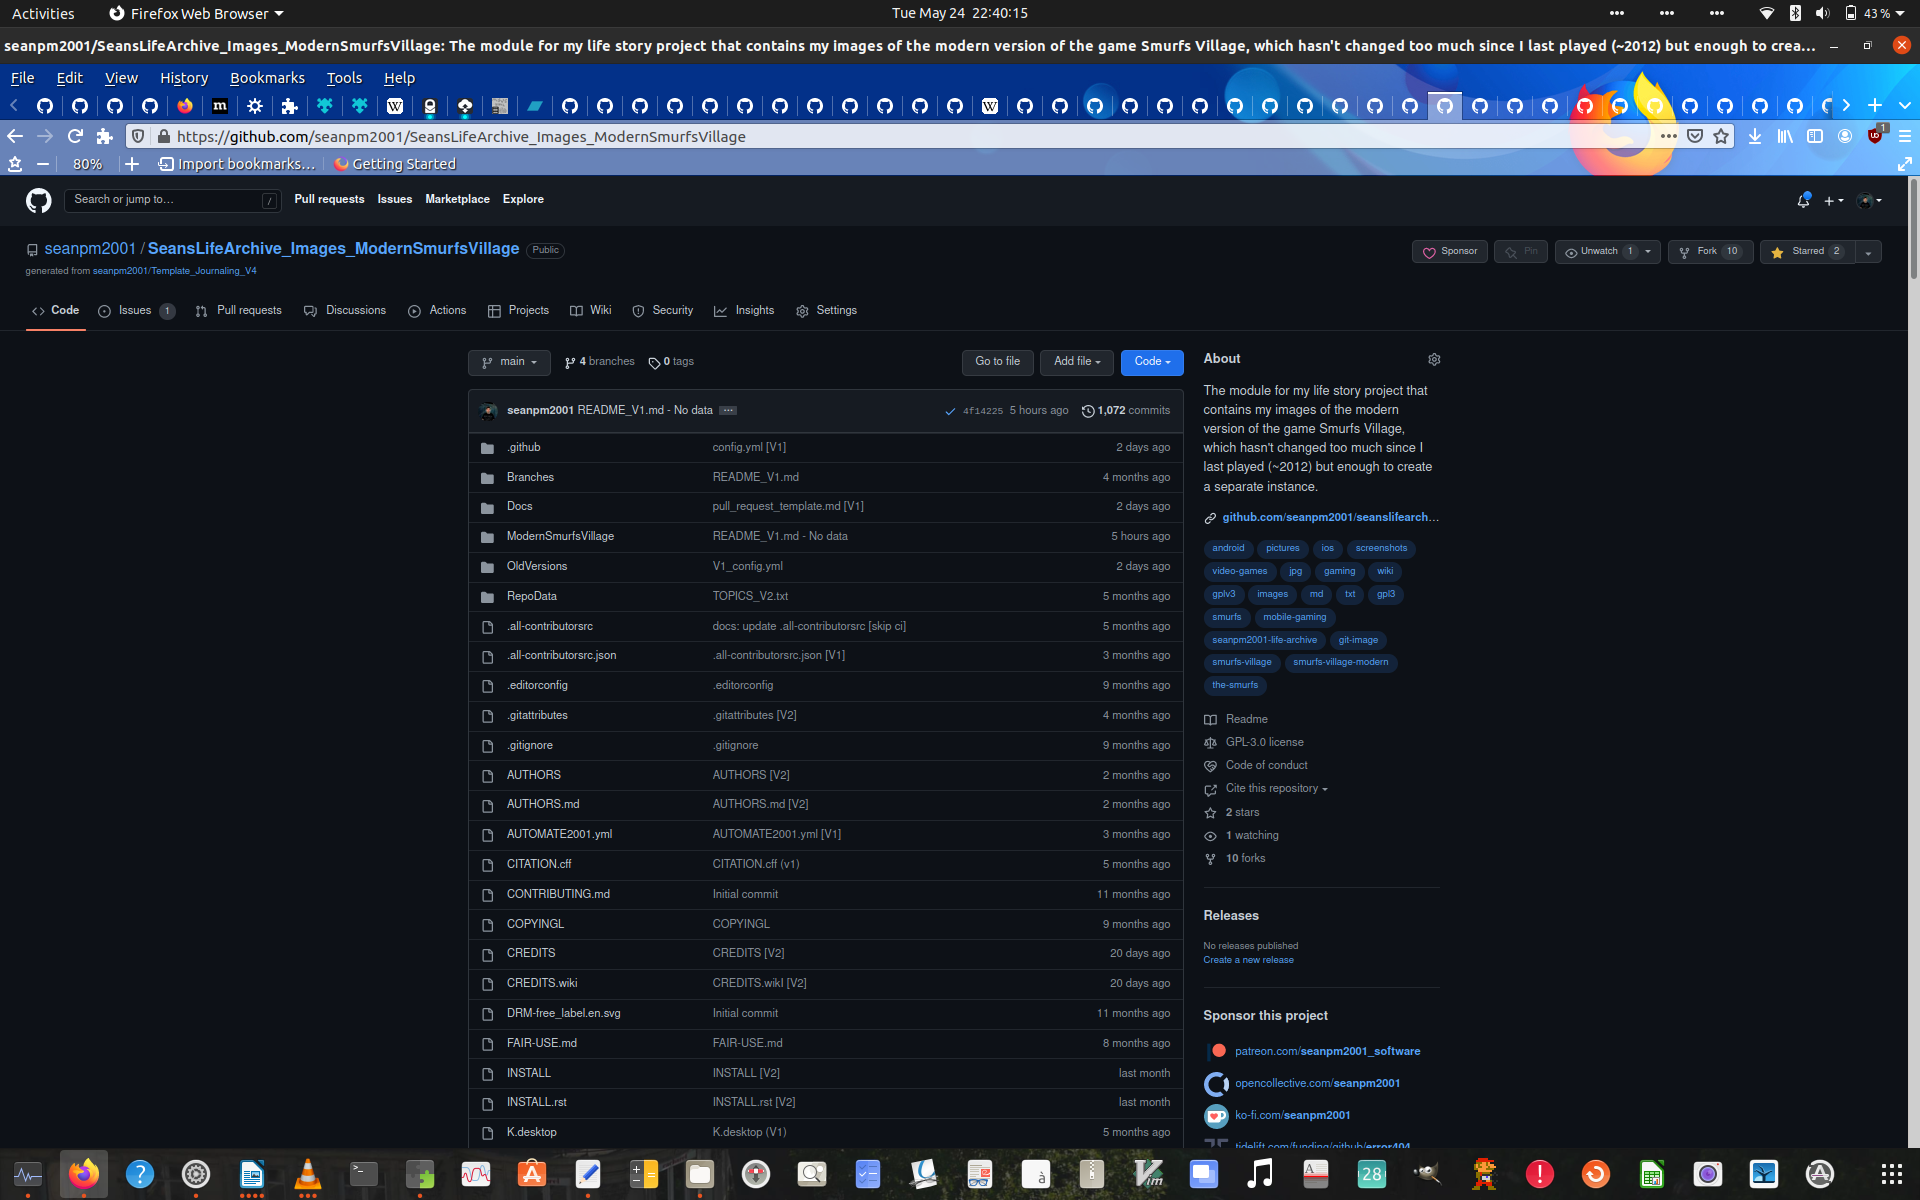 Activities Firefox Web Browser Tue May 24 22:40:15 43 %
seanpm2001/SeansLifeArchive_Images_ModernSmurfsVillage: The module for my life story project that contains my images of the modern version of the game Smurfs Village, which hasn't changed too much since I last played (~2012) but enough to crea...
File Edit View History Bookmarks Tools Help
https://github.com/seanpm2001/SeansLifeArchive_Images_ModernSmurfsVillage 1
80% Import bookmarks... Getting Started
Search or jump to... / Pull requests Issues Marketplace Explore
seanpm2001 / SeansLifeArchive_Images_ModernSmurfsVillage Public Sponsor Pin Unwatch 1 Fork 10 Starred 2
generated from seanpm2001/Template_Journaling_V4
Code Issues 1 Pull requests Discussions Actions Projects Wiki Security Insights Settings
main 4 branches 0 tags Go to file Add file Code
seanpm2001 README_V1.md - No data ... 4f14225 5 hours ago 1,072 commits
.github config.yml [V1] 2 days ago
Branches README_V1.md 4 months ago
Docs pull_request_template.md [V1] 2 days ago
ModernSmurfsVillage README_V1.md - No data 5 hours ago
OldVersions V1_config.yml 2 days ago
RepoData TOPICS_V2.txt 5 months ago
.all-contributorsrc docs: update .all-contributorsrc [skip ci] 5 months ago
.all-contributorsrc.json .all-contributorsrc.json [V1] 3 months ago
.editorconfig .editorconfig 9 months ago
.gitattributes .gitattributes [V2] 4 months ago
.gitignore .gitignore 9 months ago
AUTHORS AUTHORS [V2] 2 months ago
AUTHORS.md AUTHORS.md [V2] 2 months ago
AUTOMATE2001.yml AUTOMATE2001.yml [V1] 3 months ago
CITATION.cff CITATION.cff (v1) 5 months ago
CONTRIBUTING.md Initial commit 11 months ago
COPYINGL COPYINGL 9 months ago
CREDITS CREDITS [V2] 20 days ago
CREDITS.wiki CREDITS.wikI [V2] 20 days ago
DRM-free_label.en.svg Initial commit 11 months ago
FAIR-USE.md FAIR-USE.md 8 months ago
INSTALL INSTALL [V2] last month
INSTALL.rst INSTALL.rst [V2] last month
K.desktop K.desktop (V1) 5 months ago
About
The module for my life story project that
contains my images of the modern
version of the game Smurfs Village,
which hasn't changed too much since I
last played (~2012) but enough to create
a separate instance.
github.com/seanpm2001/seanslifearch...
android pictures ios screenshots
video-games jpg gaming wiki
gplv3 images md txt gpl3
smurfs mobile-gaming
seanpm2001-life-archive git-image
smurfs-village smurfs-village-modern
the-smurfs
Readme
GPL-3.0 license
Code of conduct
Cite this repository
2 stars
1 watching
10 forks
Releases
No releases published
Create a new release
Sponsor this project
patreon.com/seanpm2001_software
opencollective.com/seanpm2001
ko-fi.com/seanpm2001
tidelift.com/funding/github/error404
28